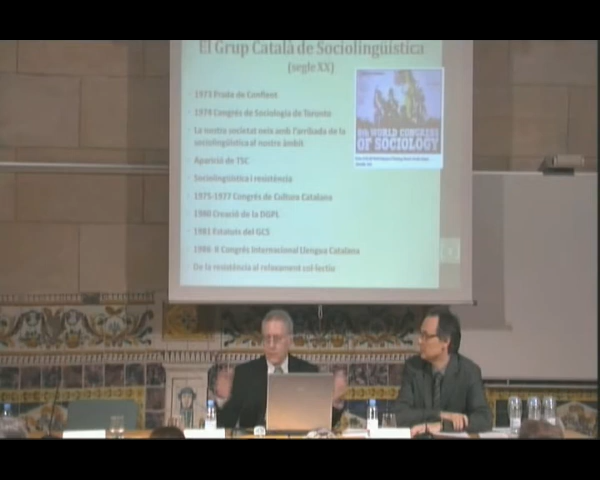 El Grup Català de Sociolingüística
(segle XX)
1973 Prada de Conflent
1974 Congrés de Sociologia de Toronto
La nostra societat neix amb l'arribada de la
sociolingüística al nostre àmbit
Aparició de TSC
Sociolingüística i resistència
1975-1977 Congrés de Cultura Catalana
1980 Creació de la DGPL
1981 Estatuts del GCS
1986- II Congrés Internacional Llengua Catalana
De la resistència al relaxament col·lectiu
8th WORLD CONGRESS
OF SOCIOLOGY